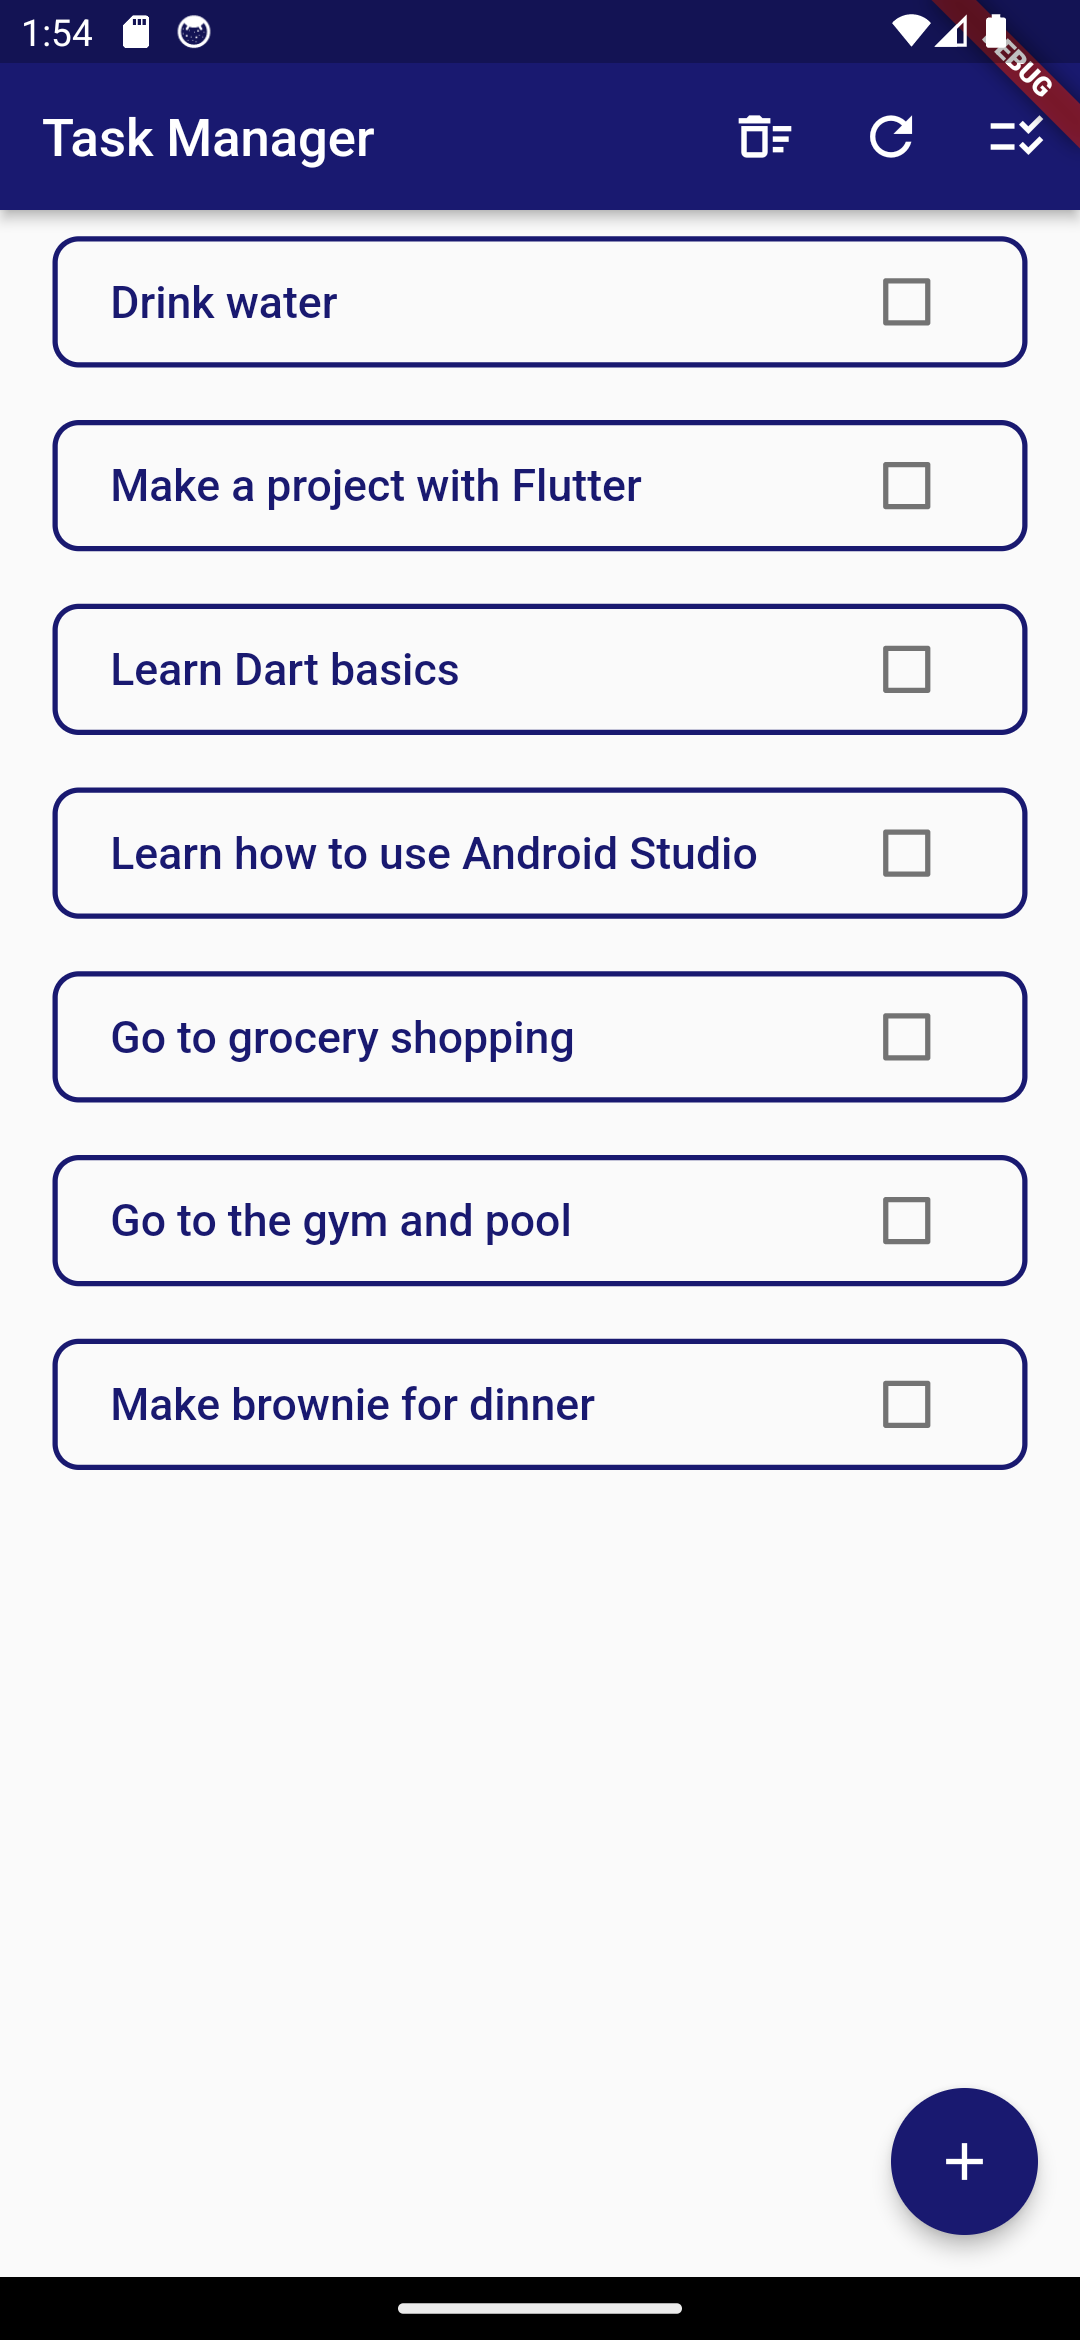 1:54
DEBUG
Task Manager
Drink water
Make a project with Flutter
Learn Dart basics
Learn how to use Android Studio
Go to grocery shopping
Go to the gym and pool
Make brownie for dinner